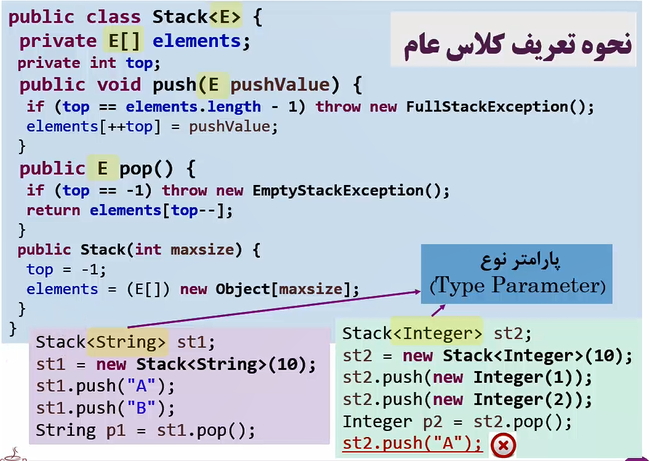 public class Stack<E> {
نحوه تعریف کلاس عام
private E[] elements;
private int top;
public void push(E pushValue) {
if (top == elements.length - 1) throw new FullStackException();
elements[++top] = pushValue;
}
public E pop() {
if (top == -1) throw new EmptyStackException();
return elements[top--];
}
public Stack(int maxsize) {
top = -1;
elements = (E[]) new Object[maxsize];
}
}
پارامتر نوع
(Type Parameter)
Stack<String> st1;
st1 = new Stack<String>(10);
st1.push("A");
st1.push("B");
String p1 = st1.pop();
Stack<Integer> st2;
st2 = new Stack<Integer>(10);
st2.push(new Integer(1));
st2.push(new Integer(2));
Integer p2 = st2.pop();
st2.push("A");